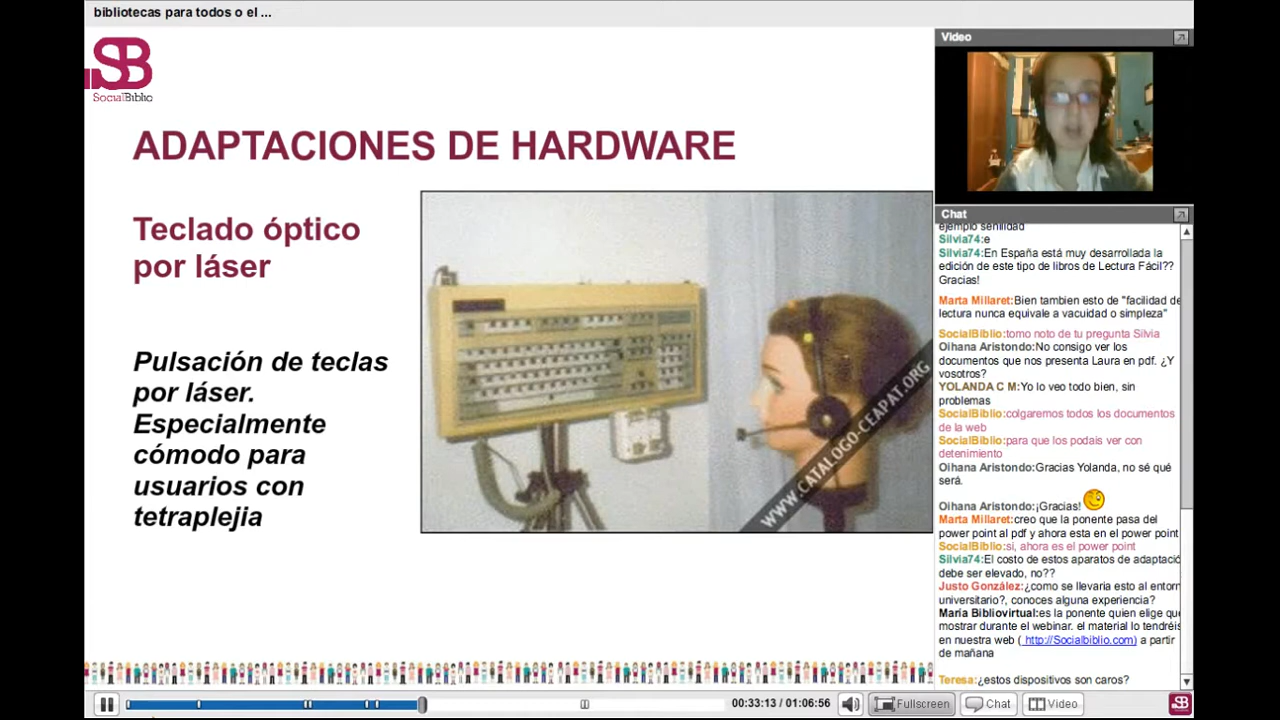 bibliotecas para todos o el ...
SB
SocialBiblio
ADAPTACIONES DE HARDWARE
Teclado óptico
por láser
Pulsación de teclas
por láser.
Especialmente
cómodo para
usuarios con
tetraplejia
WWW.CATALOGO-CEAPAT.ORG
Video
Chat
ejemplo senilidad
Silvia74:e
Silvia74:En España está muy desarrollada la
edición de este tipo de libros de Lectura Fácil??
Gracias!
Marta Millaret:Bien tambien esto de "facilidad de
lectura nunca equivale a vacuidad o simpleza"
SocialBiblio:tomo noto de tu pregunta Silvia
Oihana Aristondo:No consigo ver los
documentos que nos presenta Laura en pdf. ¿Y
vosotros?
YOLANDA C M:Yo lo veo todo bien, sin
problemas
SocialBiblio:colgaremos todos los documentos
de la web
SocialBiblio:para que los podais ver con
detenimiento
Oihana Aristondo:Gracias Yolanda, no sé qué
será.
Oihana Aristondo:¡Gracias!
Marta Millaret:creo que la ponente pasa del
power point al pdf y ahora esta en el power point
SocialBiblio:si, ahora es el power point
Silvia74:El costo de estos aparatos de adaptació
debe ser elevado, no??
Justo González:¿como se llevaria esto al entorn
universitario?, conoces alguna experiencia?
María Bibliovirtual:es la ponente quien elige que
mostrar durante el webinar. el material lo tendréis
en nuestra web ( http://Socialbiblio.com) a partir
de mañana
Teresa:¿estos dispositivos son caros?
00:33:13 / 01:06:56
Fullscreen
Chat
Video
SB